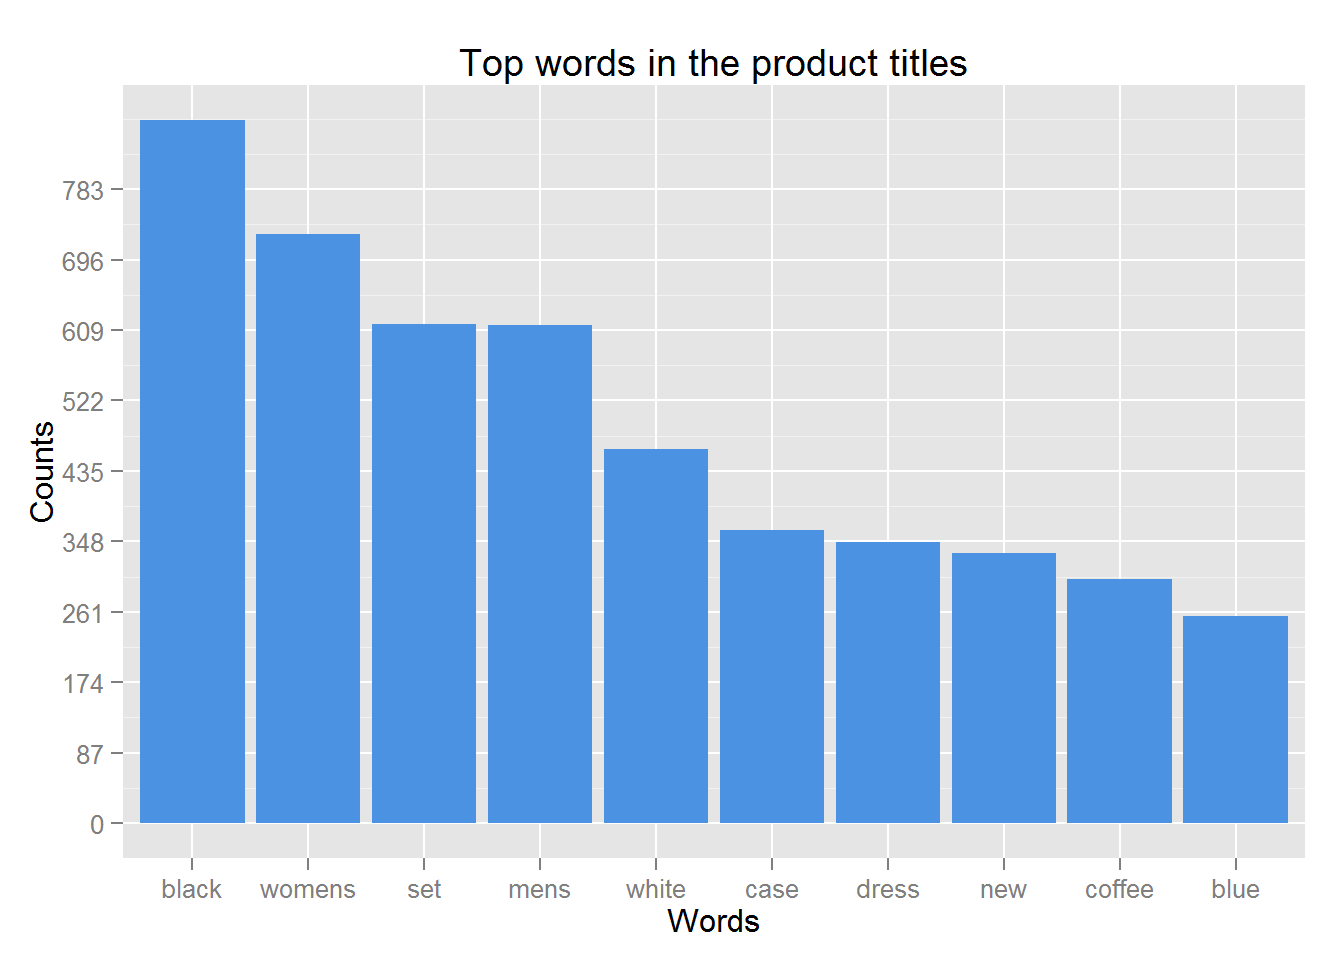 Top words in the product titles
Counts
783
696
609
522
435
348
261
174
87
0
black womens set mens white case dress new coffee blue
Words